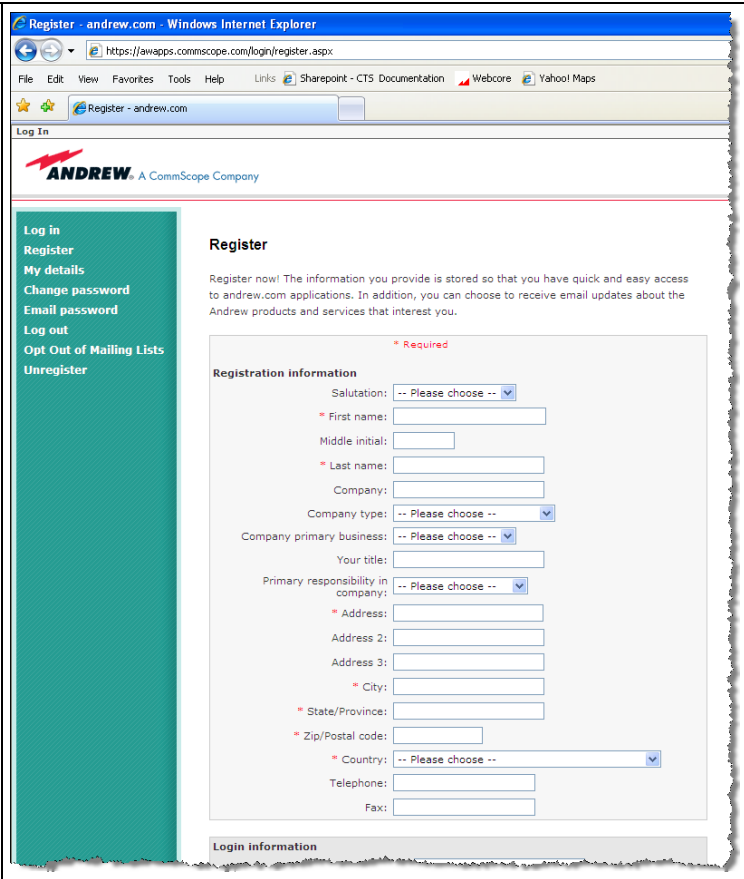 Register - andrew.com - Windows Internet Explorer
https://awapps.commscope.com/login/register.aspx
File Edit View Favorites Tools Help Links Sharepoint - CTS Documentation Webcore Yahoo! Maps
Register - andrew.com
Log In
ANDREW. A CommScope Company
Log in
Register
My details
Change password
Email password
Log out
Opt Out of Mailing Lists
Unregister
Register
Register now! The information you provide is stored so that you have quick and easy access
to andrew.com applications. In addition, you can choose to receive email updates about the
Andrew products and services that interest you.
* Required
Registration information
Salutation: -- Please choose --
* First name:
Middle initial:
* Last name:
Company:
Company type: -- Please choose --
Company primary business: -- Please choose --
Your title:
Primary responsibility in
company: -- Please choose --
* Address:
Address 2:
Address 3:
* City:
* State/Province:
* Zip/Postal code:
* Country: -- Please choose --
Telephone:
Fax:
Login information